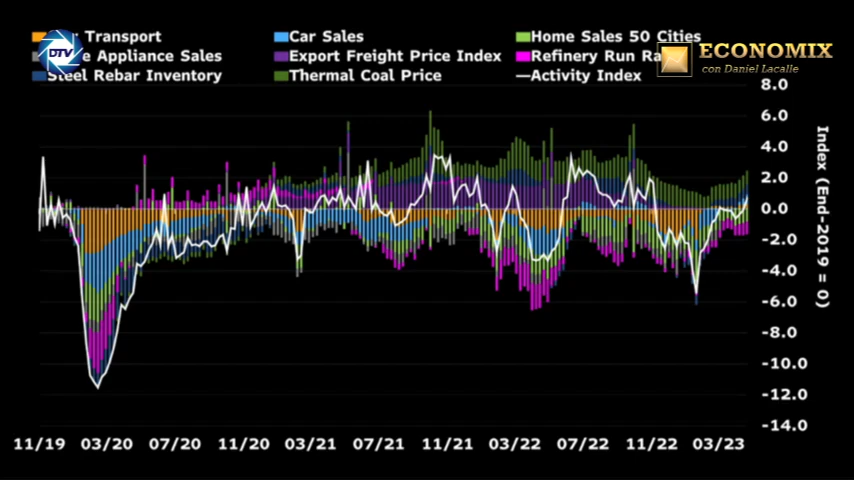 DTV
ECONOMIX
con Daniel Lacalle
Transport
Car Sales
Home Sales 50 Cities
Appliance Sales
Export Freight Price Index
Refinery Run
Steel Rebar Inventory
Thermal Coal Price
Activity Index
8.0
6.0
4.0
2.0
0.0
-2.0
-4.0
-6.0
-8.0
-10.0
-12.0
-14.0
Index (End-2019 = 0)
11/19 03/20 07/20 11/20 03/21 07/21 11/21 03/22 07/22 11/22 03/23